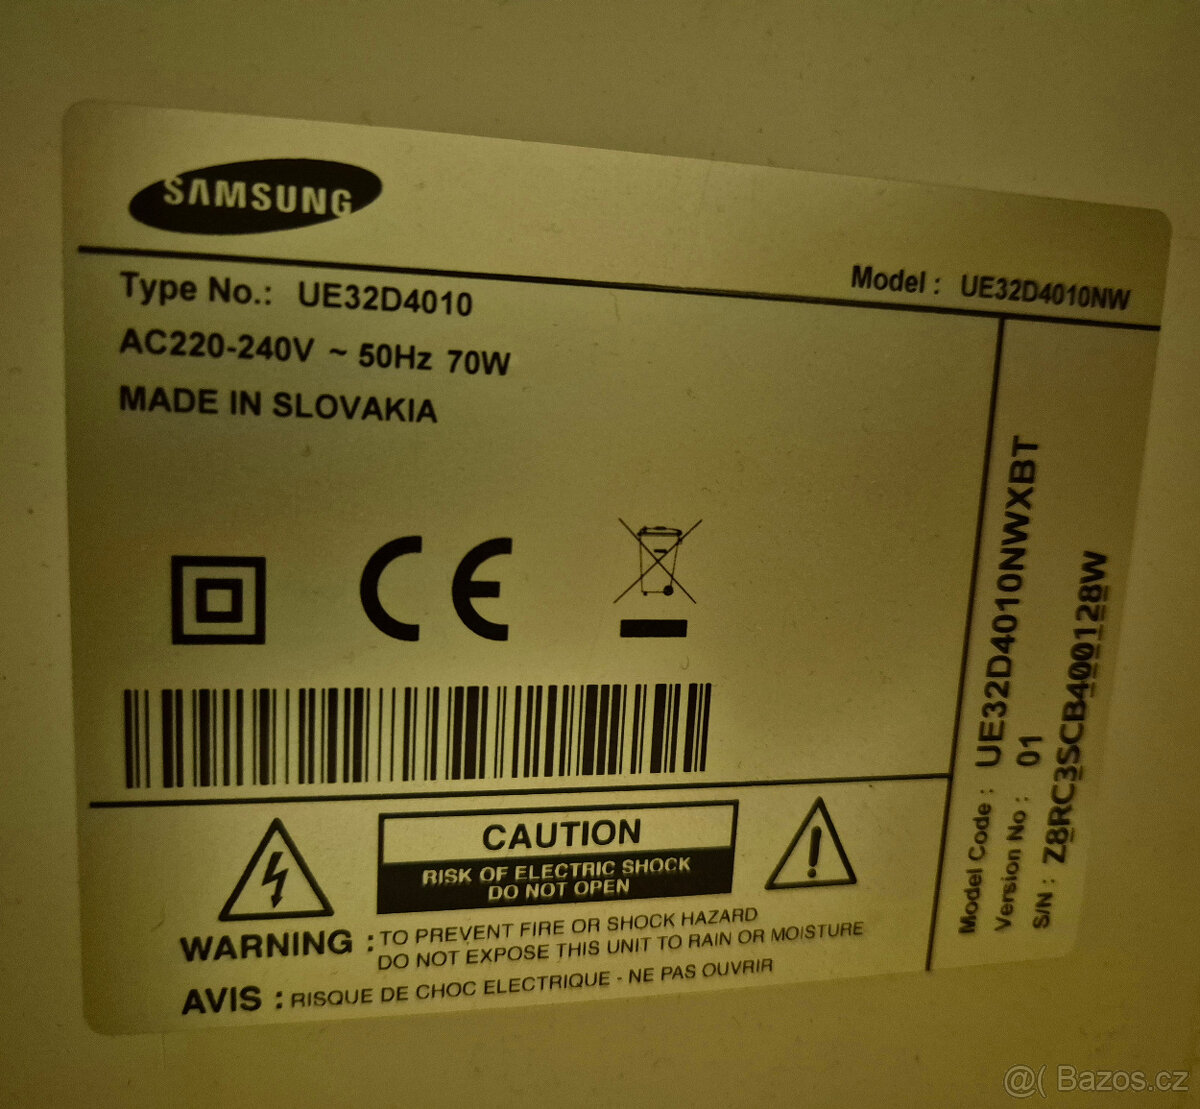 SAMSUNG
Type No.: UE32D4010
Model : UE32D4010NW
AC220-240V ~ 50Hz 70W
MADE IN SLOVAKIA
CE
Model Code : UE32D4010NWXBT
Version No : 01
S/N : Z8RC3SCB400128W
CAUTION
RISK OF ELECTRIC SHOCK
DO NOT OPEN
WARNING : TO PREVENT FIRE OR SHOCK HAZARD
DO NOT EXPOSE THIS UNIT TO RAIN OR MOISTURE
AVIS : RISQUE DE CHOC ELECTRIQUE - NE PAS OUVRIR
@( Bazos.cz